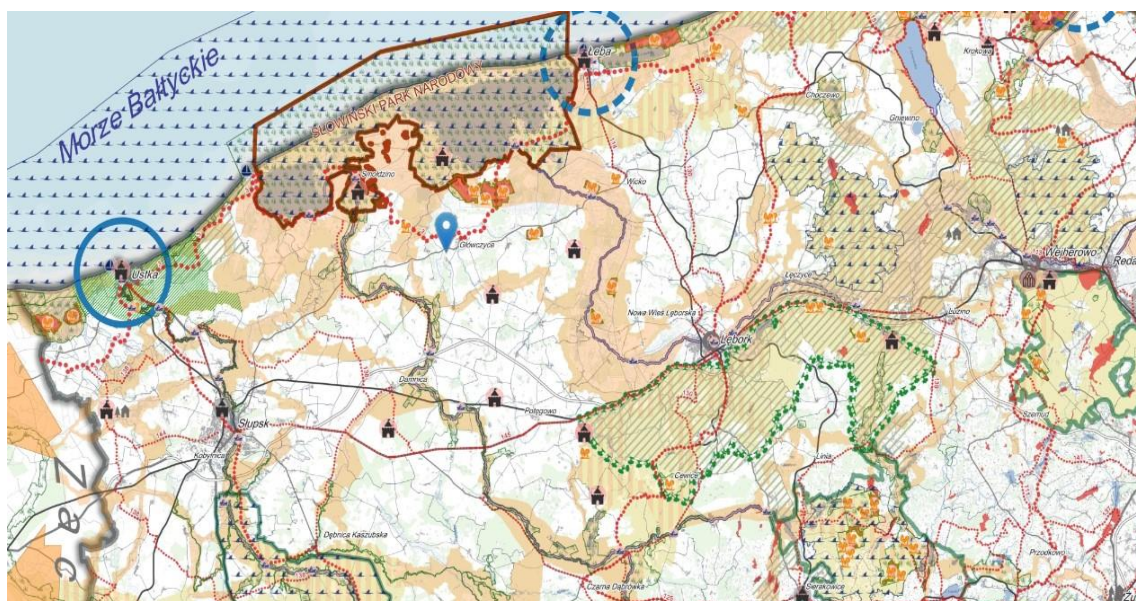 Morze Bałtyckie
SŁOWIŃSKI PARK NARODOWY
Łeba
Krokowa
Choczewo
Gniewino
Smołdzino
Wicko
Główczyce
Ustka
Wejherowo
Reda
Łęczyce
Nowa Wieś Lęborska
Luzino
Lębork
Damnica
Potęgowo
Szemud
Słupsk
Kobylnica
Linia
Cewice
Dębnica Kaszubska
Przodkowo
Czarna Dąbrówka
Sierakowice